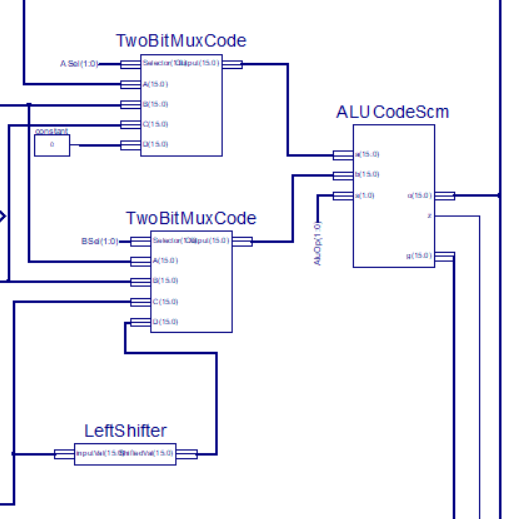 TwoBitMuxCode
ASel(1:0)
Selector(1:0)
Output(15:0)
A(15:0)
B(15:0)
C(15:0)
D(15:0)
constant
0
ALUCodeScm
a(15:0)
b(15:0)
s(1:0)
o(15:0)
z
g(15:0)
AluOp(1:0)
TwoBitMuxCode
BSel(1:0)
Selector(1:0)
Output(15:0)
A(15:0)
B(15:0)
C(15:0)
D(15:0)
LeftShifter
InputVal(15:0)
ShiftedVal(15:0)